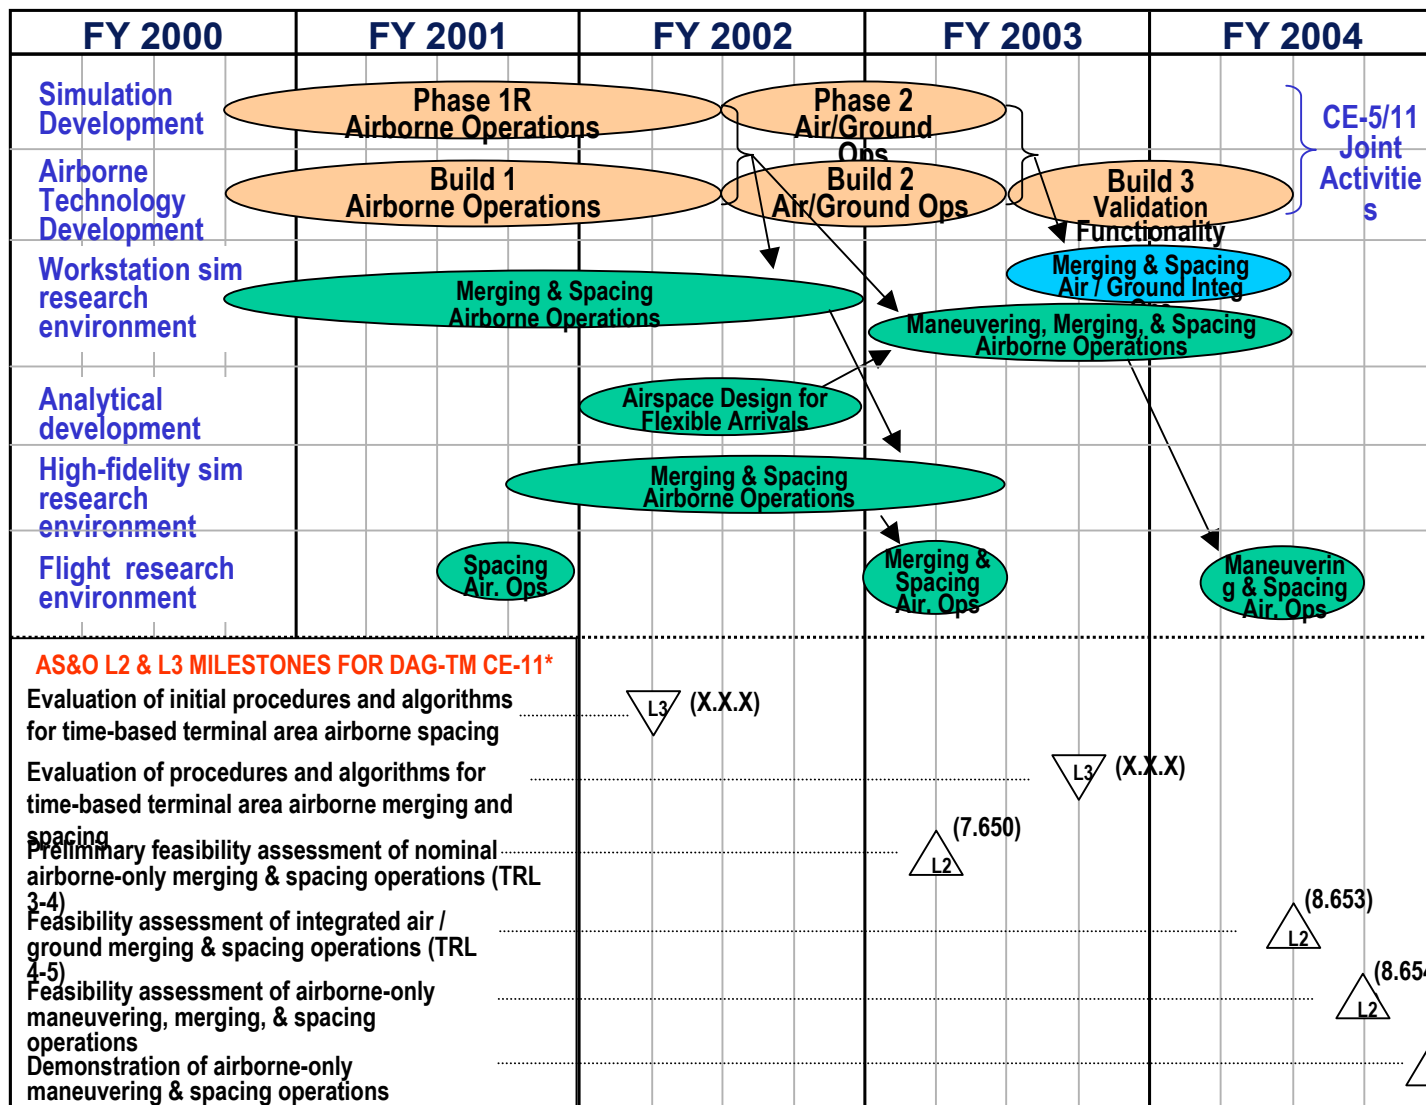 FY 2000
FY 2001
FY 2002
FY 2003
FY 2004
Simulation
Development
Phase 1R
Airborne Operations
Phase 2
Air/Ground
Ops
CE-5/11
Joint
Activitie
s
Airborne
Technology
Development
Build 1
Airborne Operations
Build 2
Air/Ground Ops
Build 3
Validation
Functionality
Workstation sim
research
environment
Merging & Spacing
Airborne Operations
Merging & Spacing
Air / Ground Integ
Maneuvering, Merging, & Spacing
Airborne Operations
Analytical
development
Airspace Design for
Flexible Arrivals
High-fidelity sim
research
environment
Merging & Spacing
Airborne Operations
Flight research
environment
Spacing
Air. Ops
Merging &
Spacing
Air. Ops
Maneuverin
g & Spacing
Air. Ops
AS&O L2 & L3 MILESTONES FOR DAG-TM CE-11*
Evaluation of initial procedures and algorithms
for time-based terminal area airborne spacing
L3
(X.X.X)
Evaluation of procedures and algorithms for
time-based terminal area airborne merging and
spacing
L3
(X.X.X)
Preliminary feasibility assessment of nominal
airborne-only merging & spacing operations (TRL
3-4)
L2
(7.650)
Feasibility assessment of integrated air /
ground merging & spacing operations (TRL
4-5)
L2
(8.653)
Feasibility assessment of airborne-only
maneuvering, merging, & spacing
operations
L2
(8.654
Demonstration of airborne-only
maneuvering & spacing operations